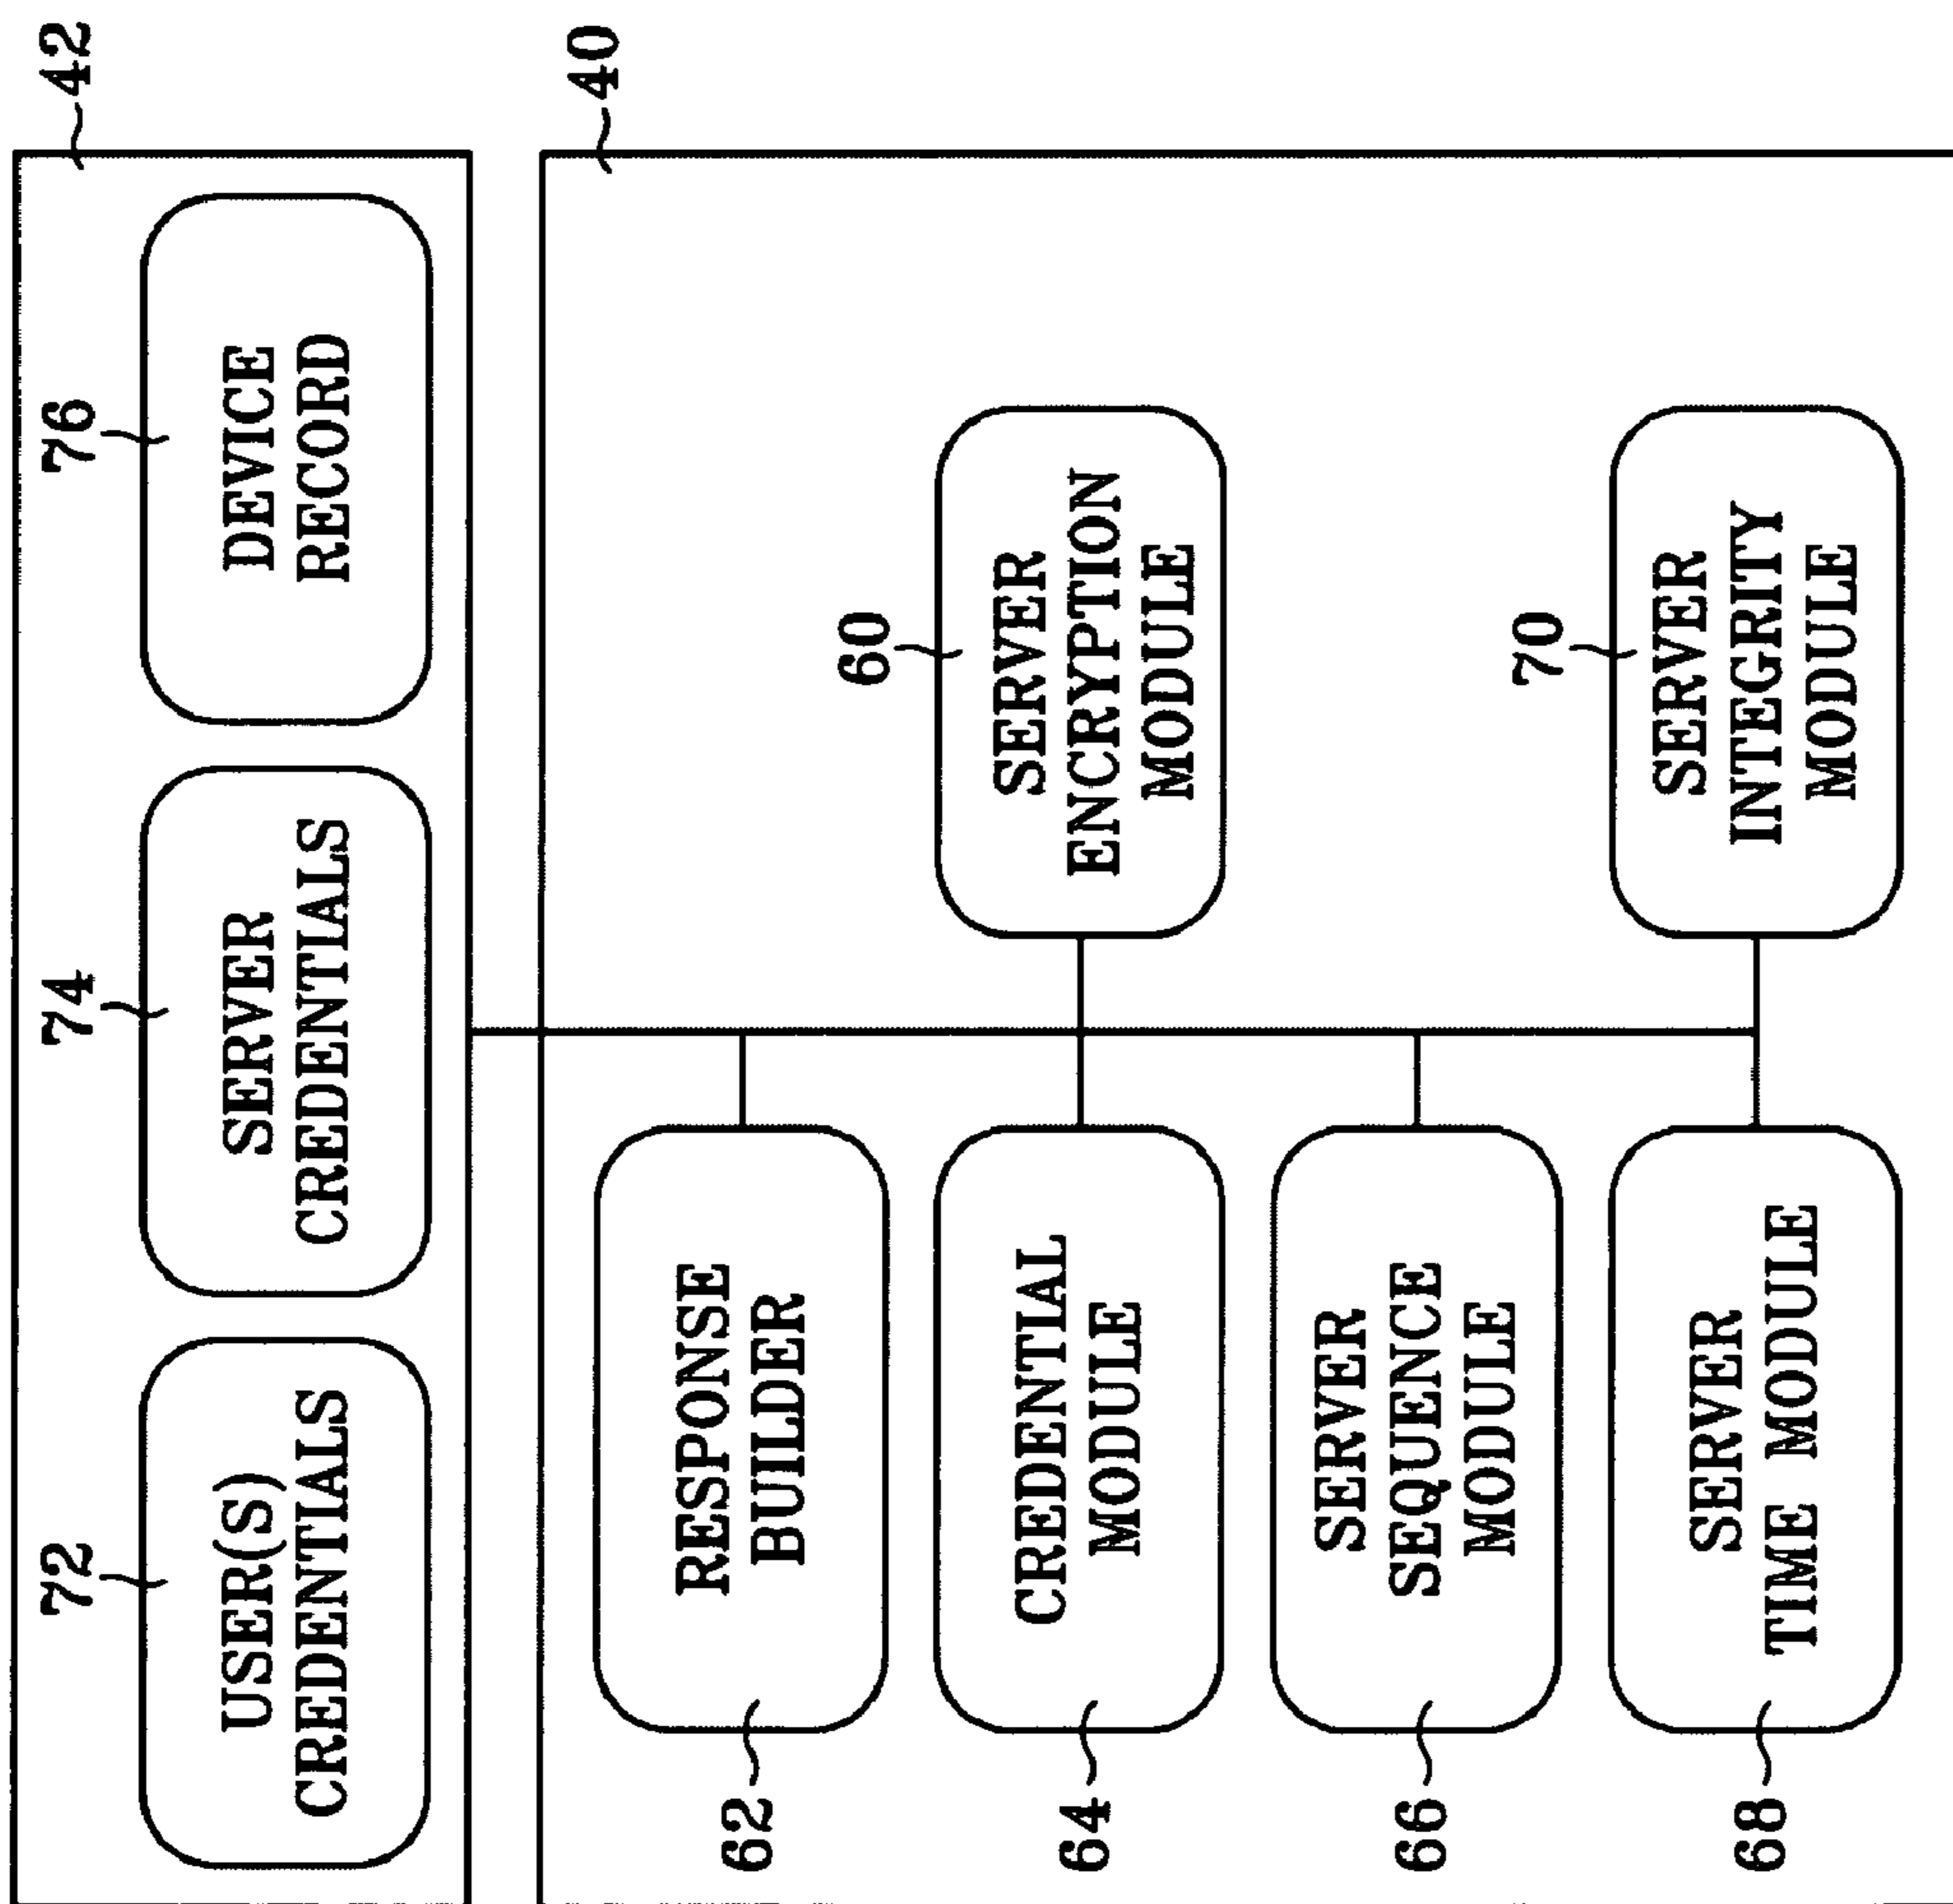 42
72
74
76
USER(S)
CREDENTIALS
SERVER
CREDENTIALS
DEVICE
RECORD
40
62
RESPONSE
BUILDER
60
64
CREDENTIAL
MODULE
SERVER
ENCRYPTION
MODULE
66
SERVER
SEQUENCE
MODULE
70
68
SERVER
TIME MODULE
SERVER
INTEGRITY
MODULE